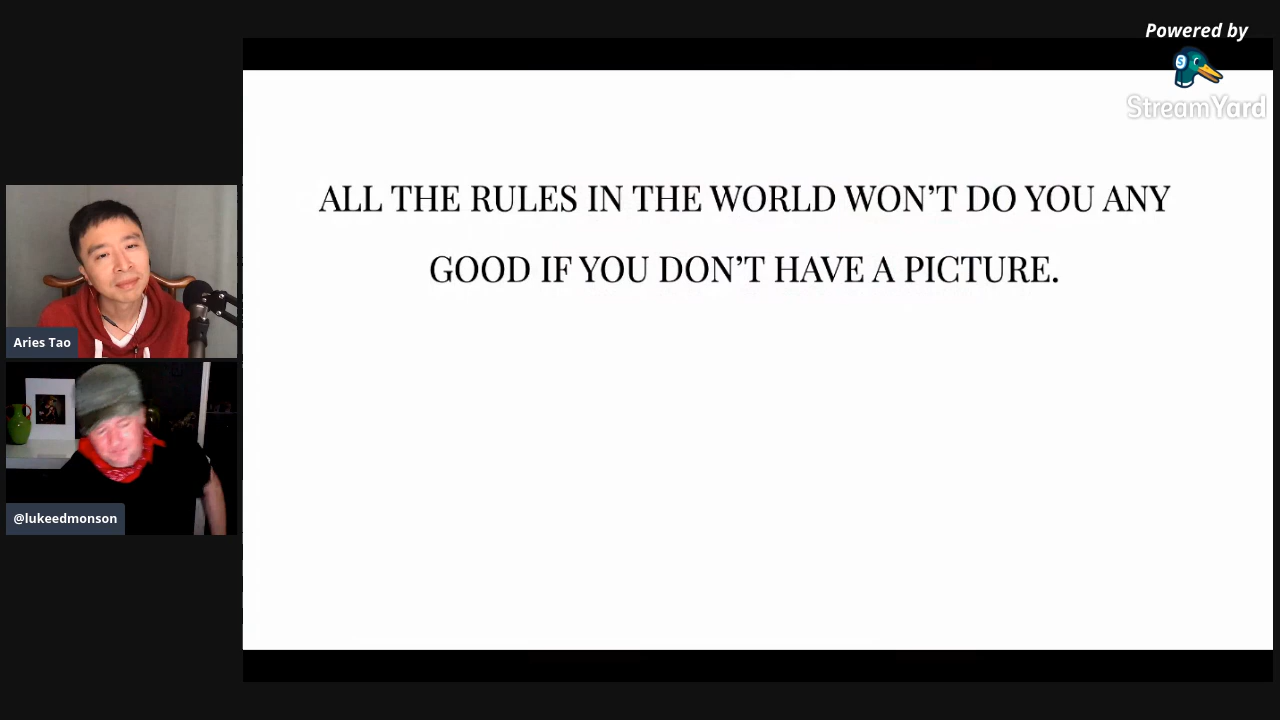 Powered by
StreamYard
ALL THE RULES IN THE WORLD WON’T DO YOU ANY
GOOD IF YOU DON’T HAVE A PICTURE.
Aries Tao
@lukeedmonson